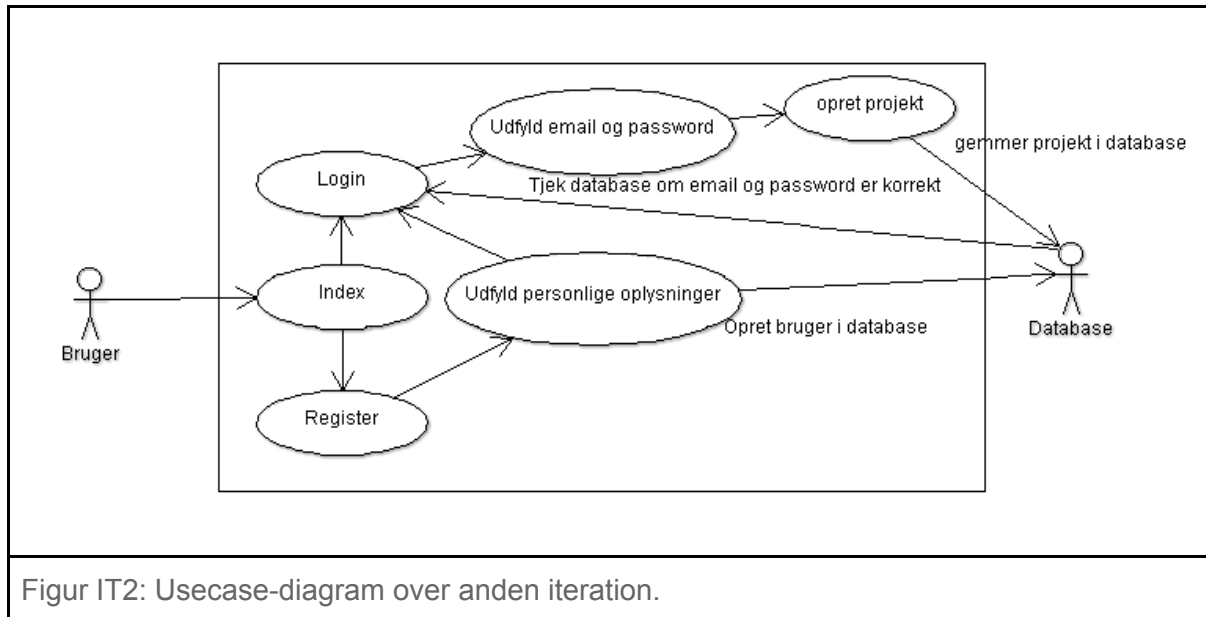 opret projekt
Udfyld email og password
gemmer projekt i database
Login
Tjek database om email og password er korrekt
Index
Udfyld personlige oplysninger
Opret bruger i database
Database
Bruger
Register
Figur IT2: Usecase-diagram over anden iteration.